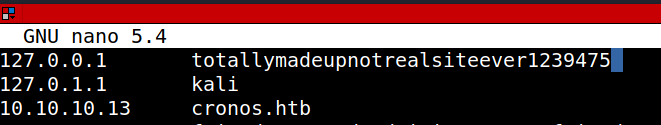 GNU nano 5.4
127.0.0.1 totallymadeupnotrealsiteever1239475
127.0.1.1 kali
10.10.10.13 cronos.htb